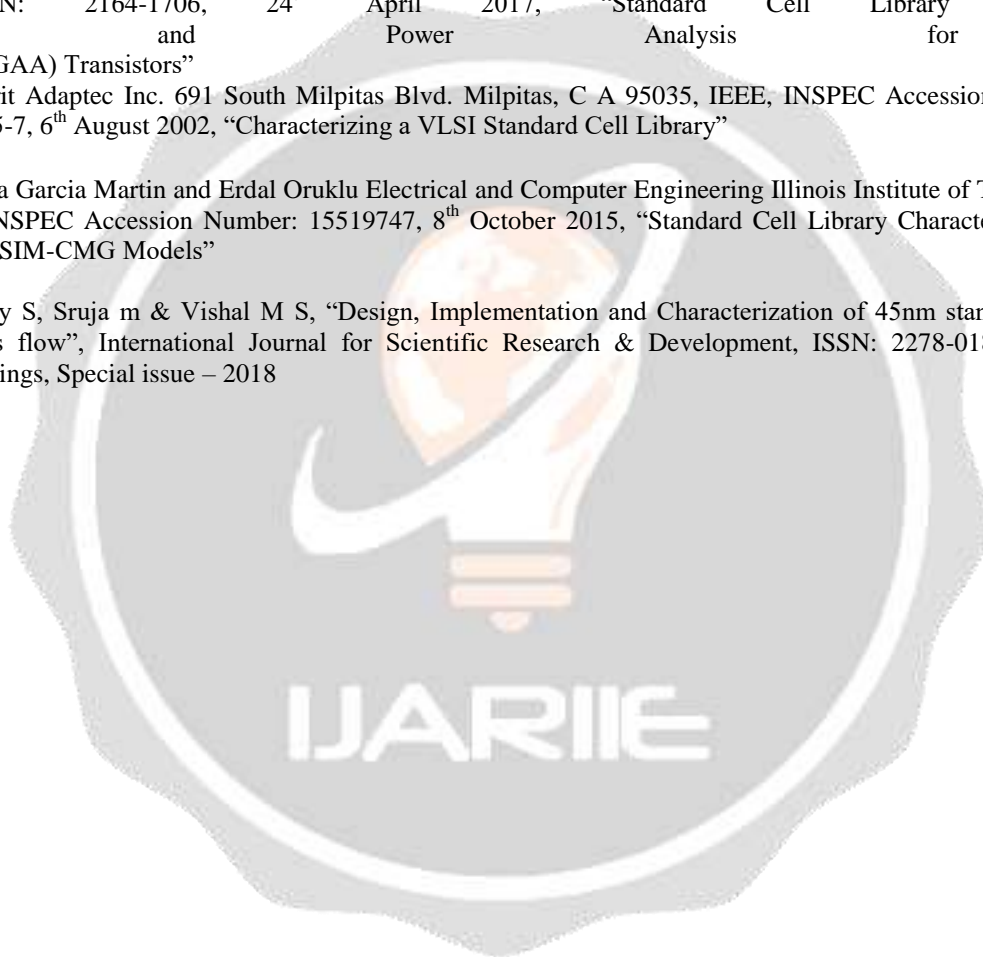 N: 2164-1706, 24 April 2017, “Standard Cell Library
and Power Analysis for
GAA) Transistors”
rit Adaptec Inc. 691 South Milpitas Blvd. Milpitas, C A 95035, IEEE, INSPEC Accession
5-7, 6th August 2002, “Characterizing a VLSI Standard Cell Library”
a Garcia Martin and Erdal Oruklu Electrical and Computer Engineering Illinois Institute of T
NSPEC Accession Number: 15519747, 8th October 2015, “Standard Cell Library Characte
SIM-CMG Models”
y S, Sruja m & Vishal M S, “Design, Implementation and Characterization of 45nm stan
s flow”, International Journal for Scientific Research & Development, ISSN: 2278-018
ings, Special issue – 2018
IJARIIE